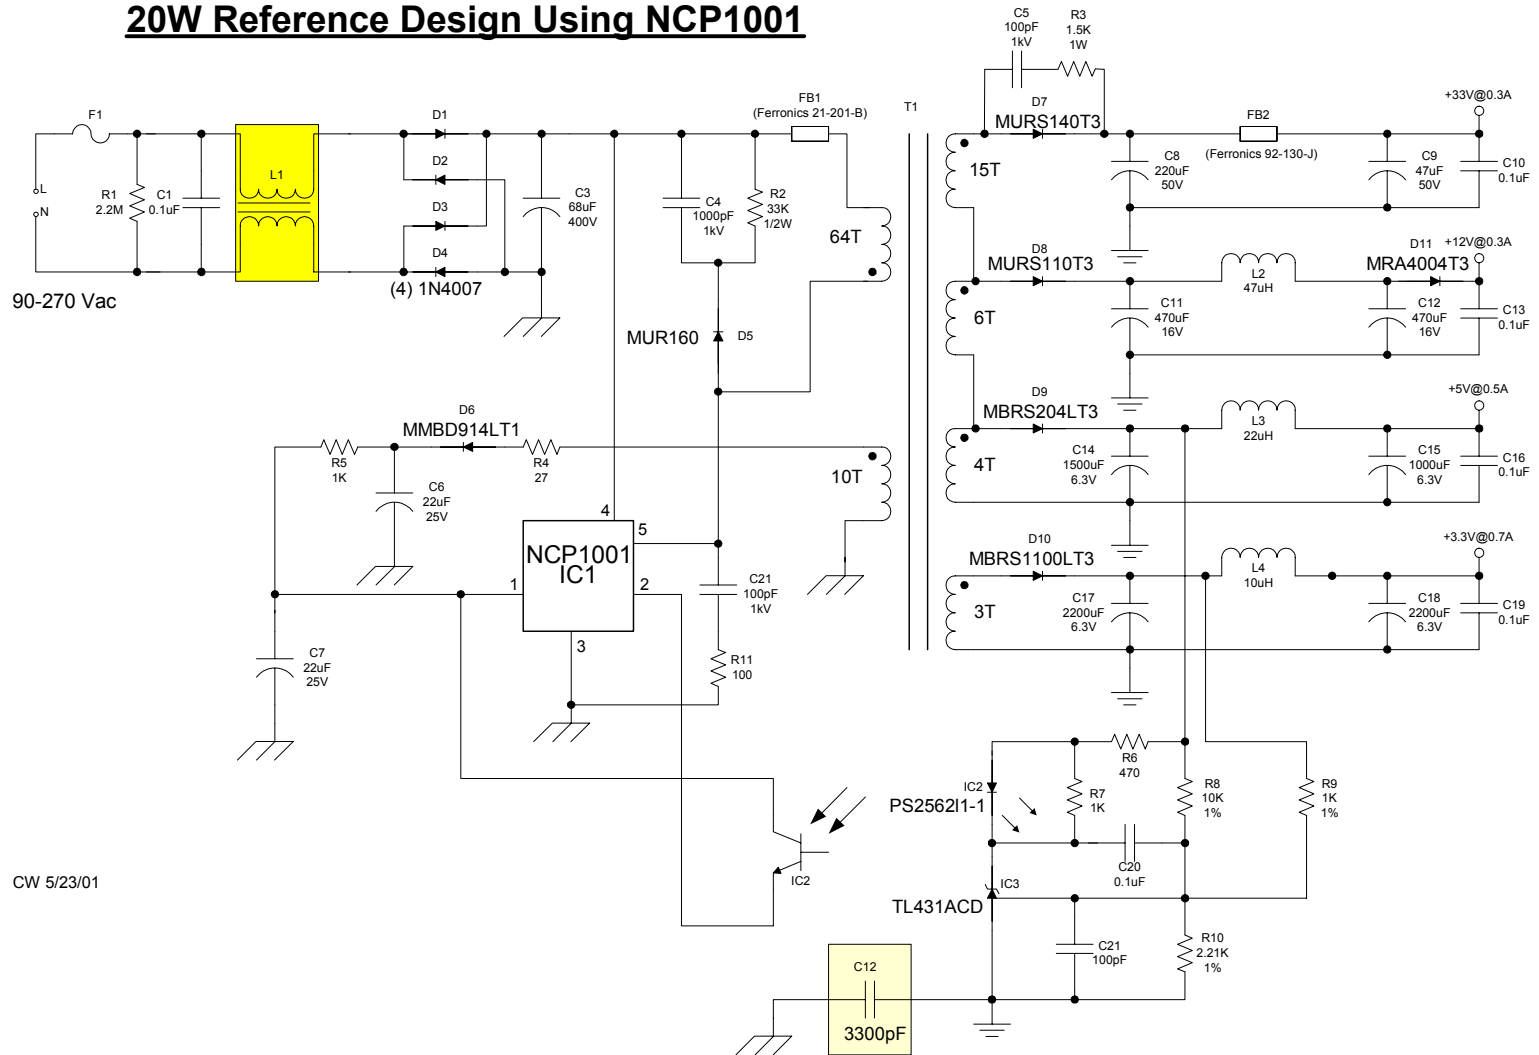 20W Reference Design Using NCP1001
C5
100pF
1kV
R3
1.5K
1W
F1
L
N
R1
2.2M
C1
0.1uF
L1
90-270 Vac
D1
D2
D3
D4
(4) 1N4007
C3
68uF
400V
C4
1000pF
1kV
R2
33K
1/2W
FB1
(Ferronics 21-201-B)
T1
64T
MUR160
D5
D6
MMBD914LT1
R5
1K
R4
27
C6
22uF
25V
10T
4
5
NCP1001
IC1
1
2
3
C21
100pF
1kV
R11
100
C7
22uF
25V
IC2
CW 5/23/01
D7
MURS140T3
15T
C8
220uF
50V
FB2
(Ferronics 92-130-J)
+33V@0.3A
C9
47uF
50V
C10
0.1uF
D8
MURS110T3
6T
C11
470uF
16V
L2
47uH
D11
+12V@0.3A
MRA4004T3
C12
470uF
16V
C13
0.1uF
D9
MBRS204LT3
4T
C14
1500uF
6.3V
L3
22uH
+5V@0.5A
C15
1000uF
6.3V
C16
0.1uF
D10
MBRS1100LT3
3T
C17
2200uF
6.3V
L4
10uH
+3.3V@0.7A
C18
2200uF
6.3V
C19
0.1uF
R6
470
IC2
PS2562I1-1
R7
1K
R8
10K
1%
R9
1K
1%
C20
0.1uF
IC3
TL431ACD
C21
100pF
R10
2.21K
1%
C12
3300pF